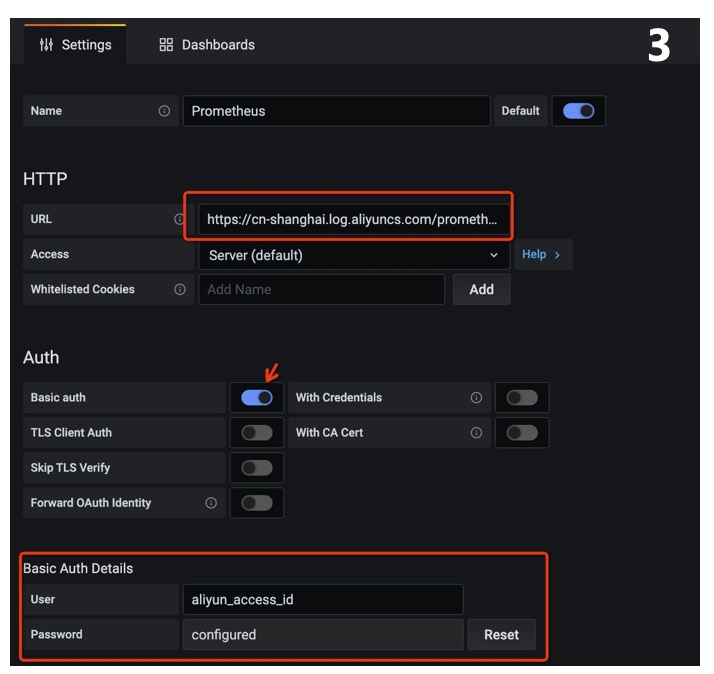 Settings Dashboards 3
Name Prometheus Default
HTTP
URL https://cn-shanghai.log.aliyuncs.com/prometh...
Access Server (default) Help >
Whitelisted Cookies Add Name Add
Auth
Basic auth With Credentials
TLS Client Auth With CA Cert
Skip TLS Verify
Forward OAuth Identity
Basic Auth Details
User aliyun_access_id
Password configured Reset